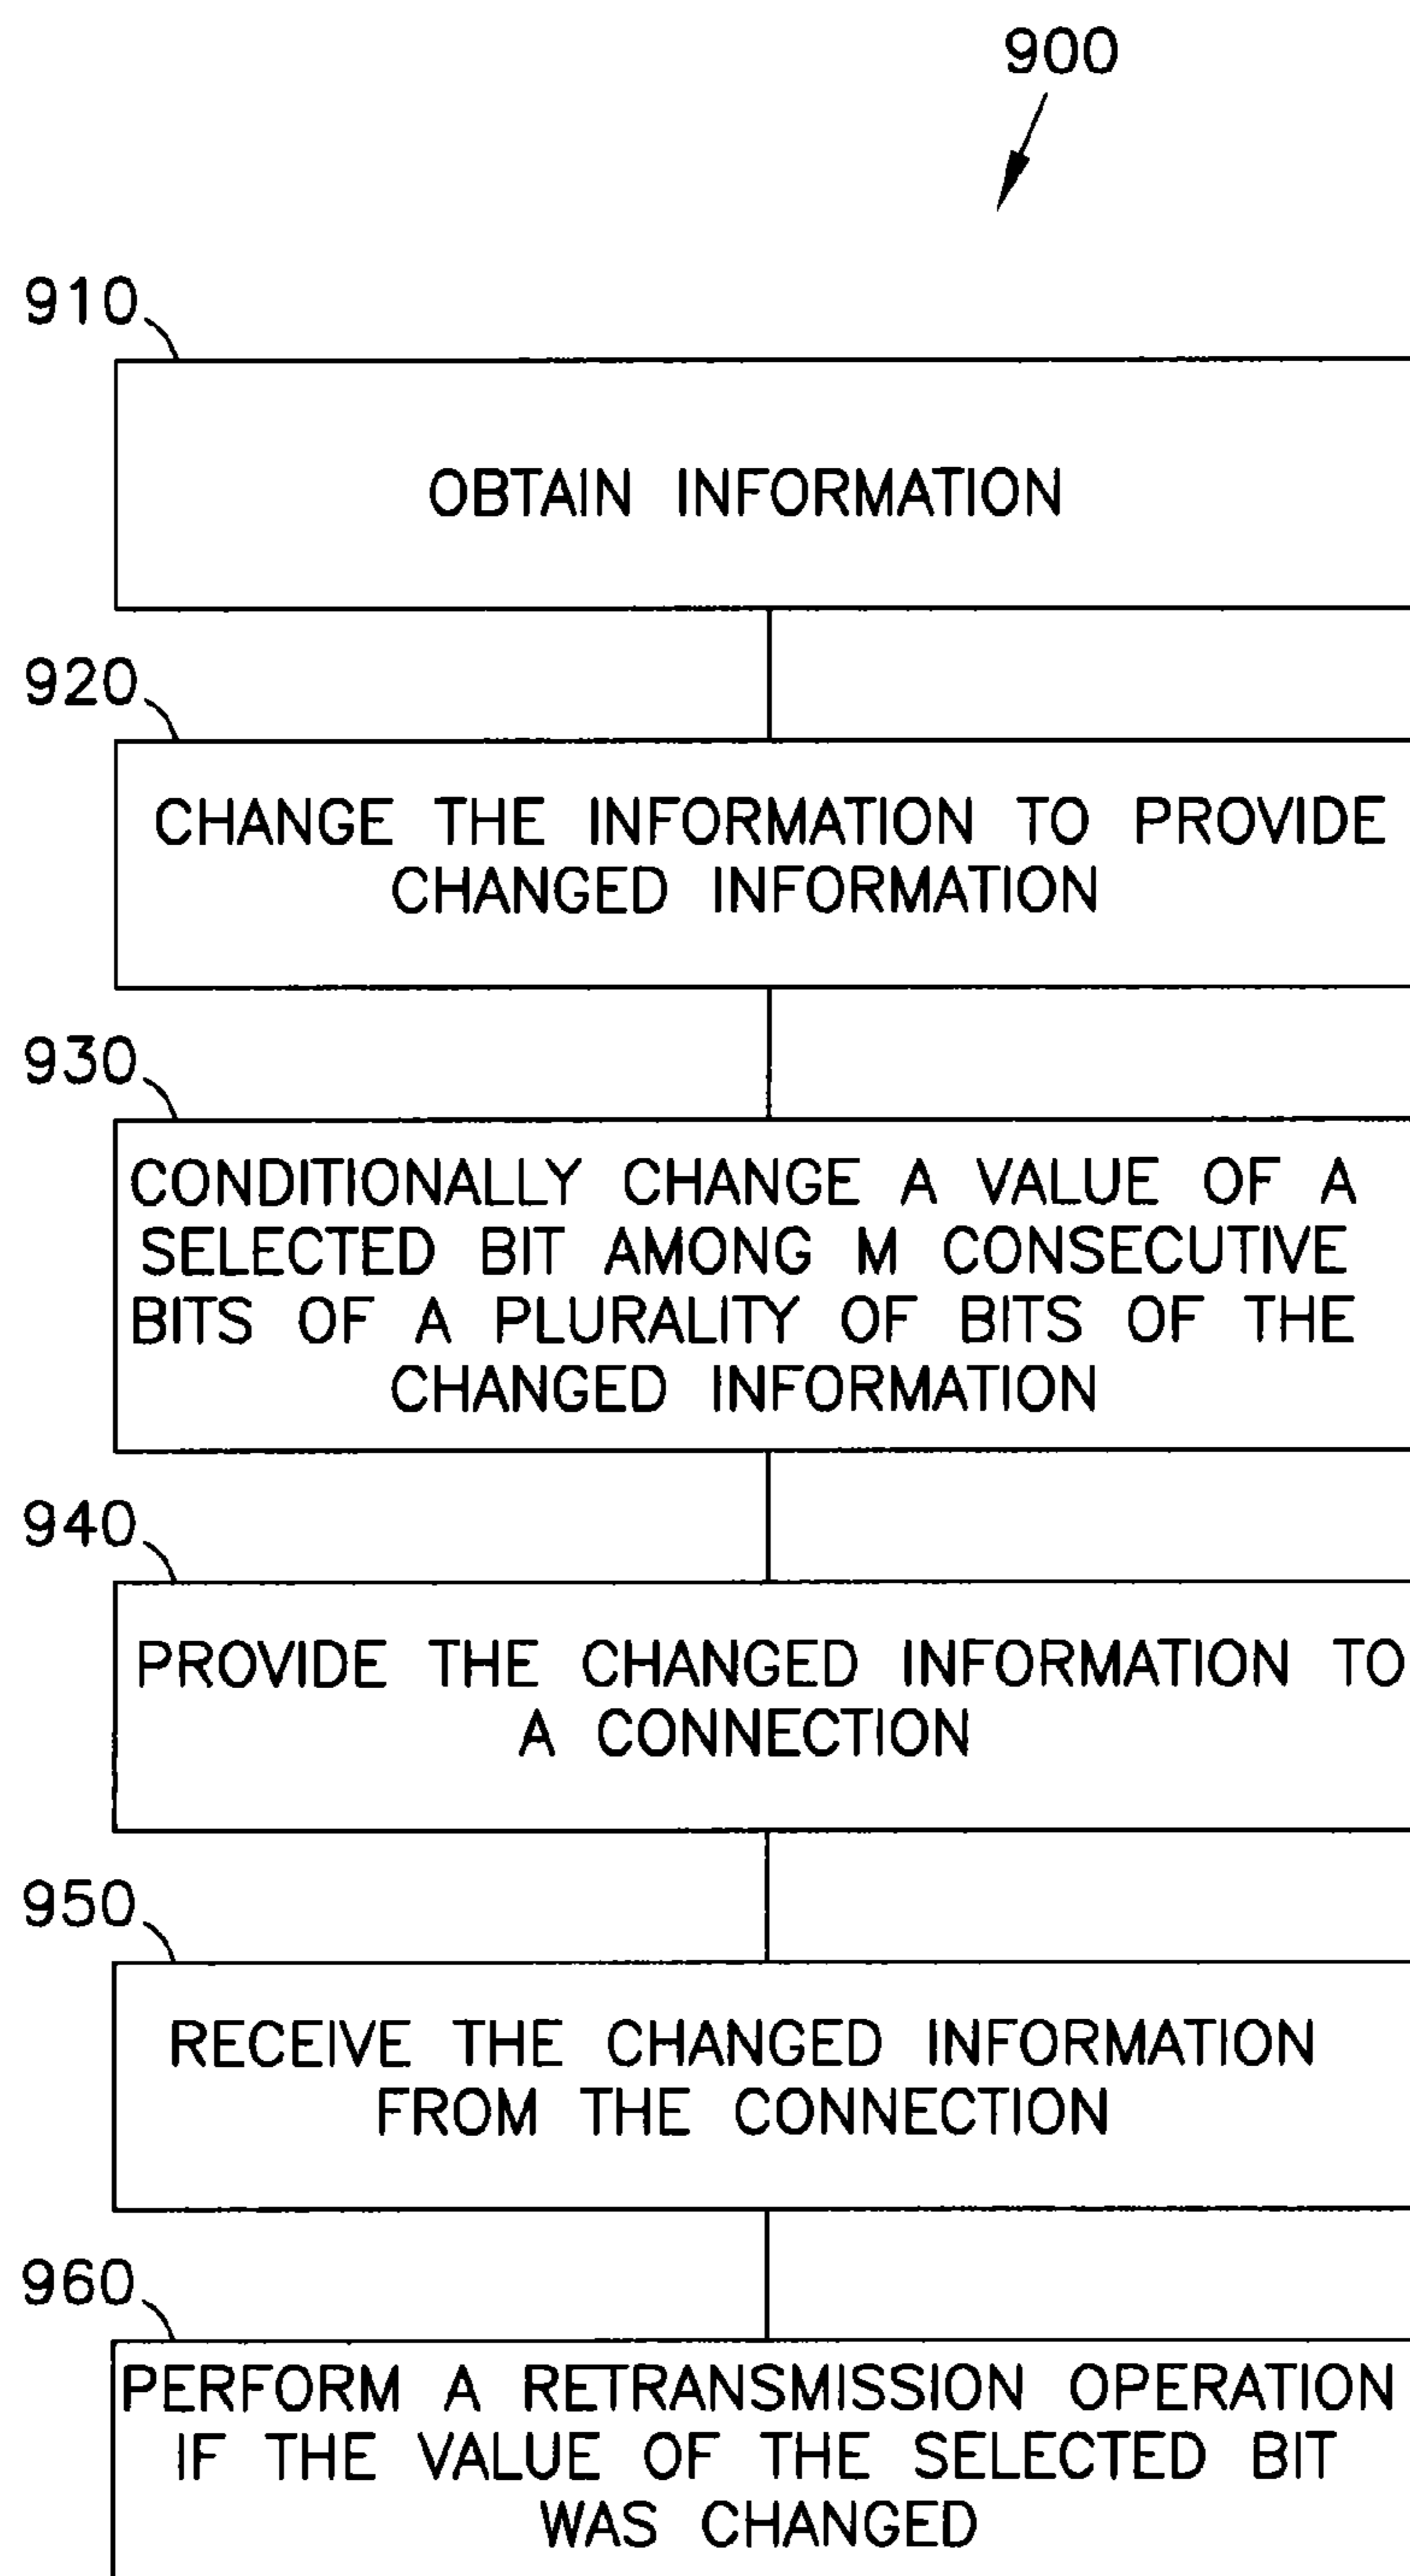 900
910
OBTAIN INFORMATION
920
CHANGE THE INFORMATION TO PROVIDE
CHANGED INFORMATION
930
CONDITIONALLY CHANGE A VALUE OF A
SELECTED BIT AMONG M CONSECUTIVE
BITS OF A PLURALITY OF BITS OF THE
CHANGED INFORMATION
940
PROVIDE THE CHANGED INFORMATION TO
A CONNECTION
950
RECEIVE THE CHANGED INFORMATION
FROM THE CONNECTION
960
PERFORM A RETRANSMISSION OPERATION
IF THE VALUE OF THE SELECTED BIT
WAS CHANGED